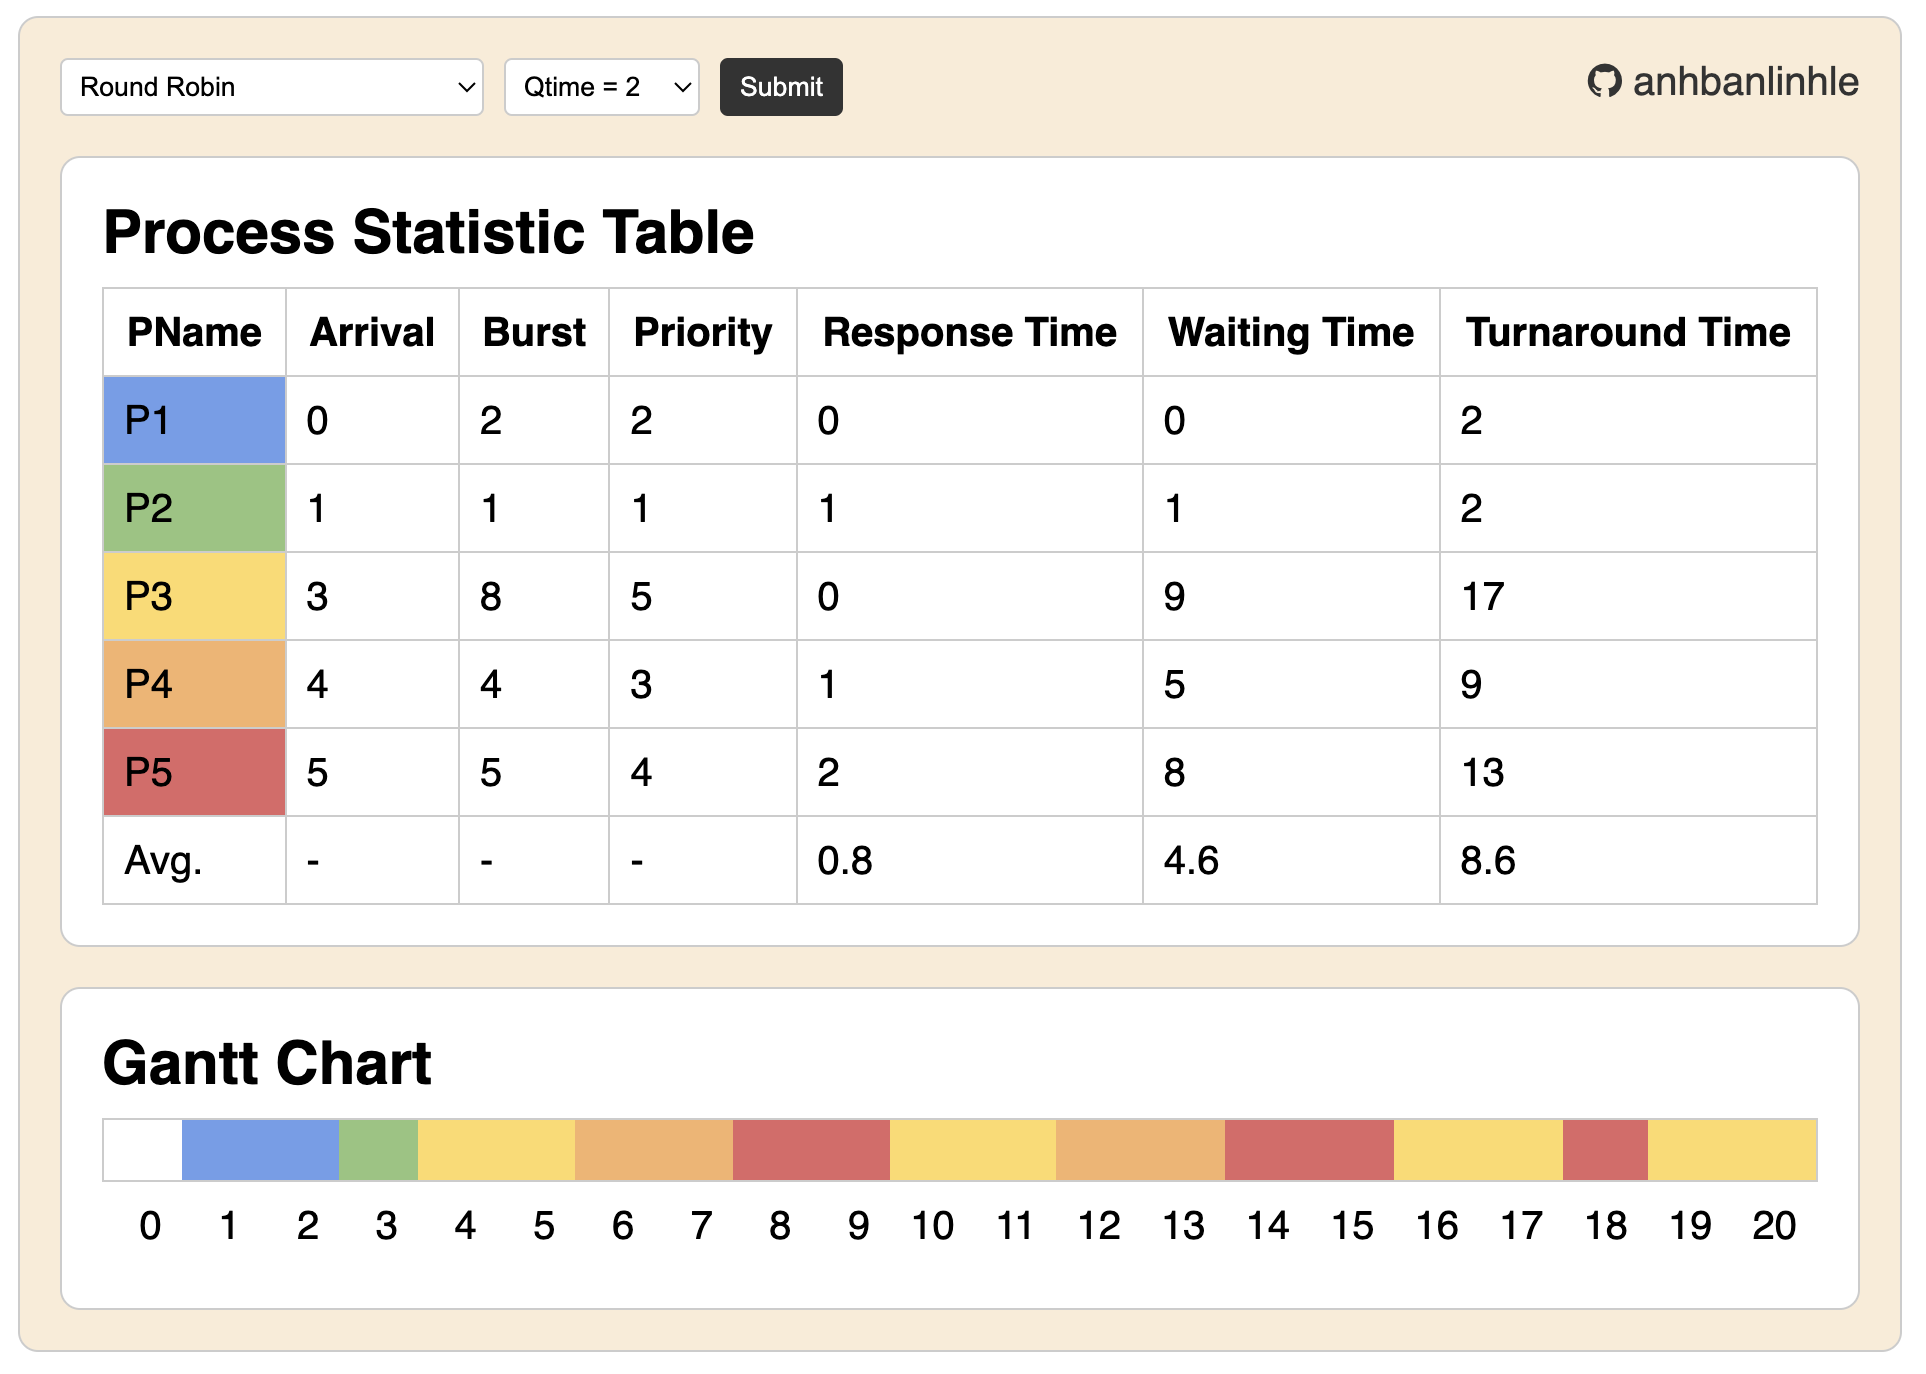 Round Robin Qtime = 2 Submit anhbanlinhle
Process Statistic Table
PName Arrival Burst Priority Response Time Waiting Time Turnaround Time
P1 0 2 2 0 0 2
P2 1 1 1 1 1 2
P3 3 8 5 0 9 17
P4 4 4 3 1 5 9
P5 5 5 4 2 8 13
Avg. - - - 0.8 4.6 8.6
Gantt Chart
0 1 2 3 4 5 6 7 8 9 10 11 12 13 14 15 16 17 18 19 20